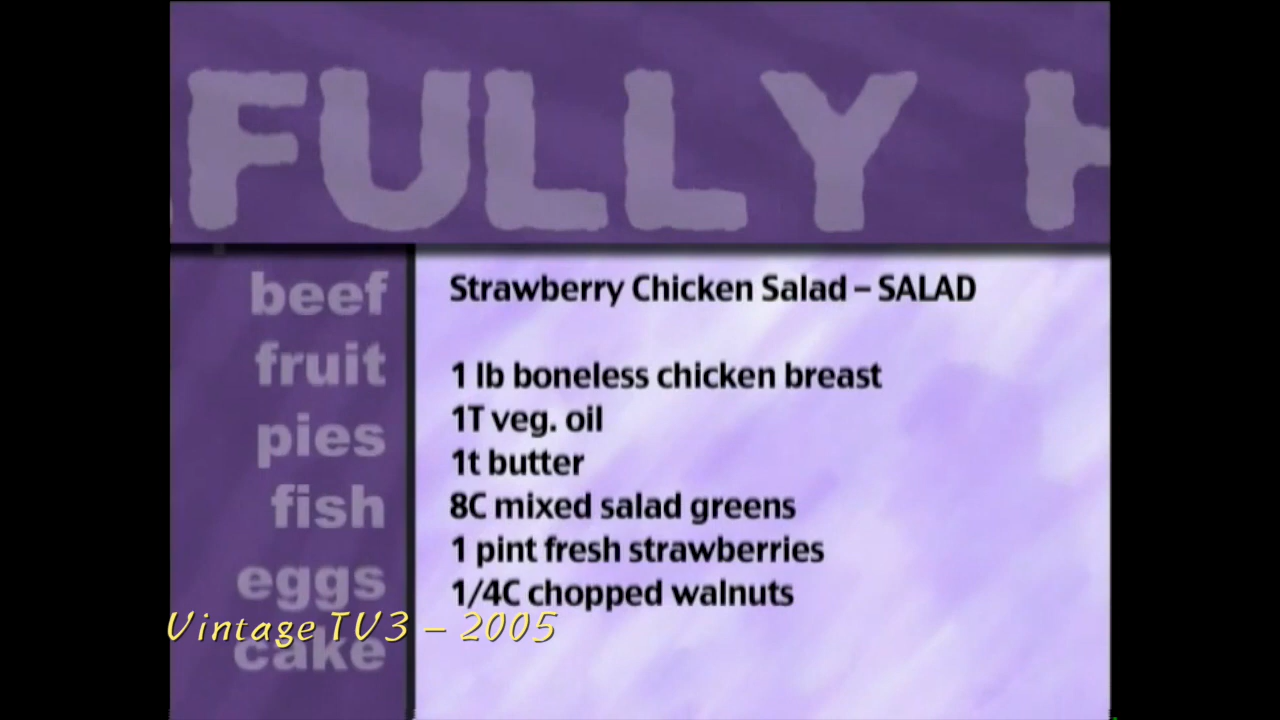 FULLY H
beef
fruit
pies
fish
eggs
cake
Strawberry Chicken Salad – SALAD
1 lb boneless chicken breast
1T veg. oil
1t butter
8C mixed salad greens
1 pint fresh strawberries
1/4C chopped walnuts
Vintage TV3 – 2005